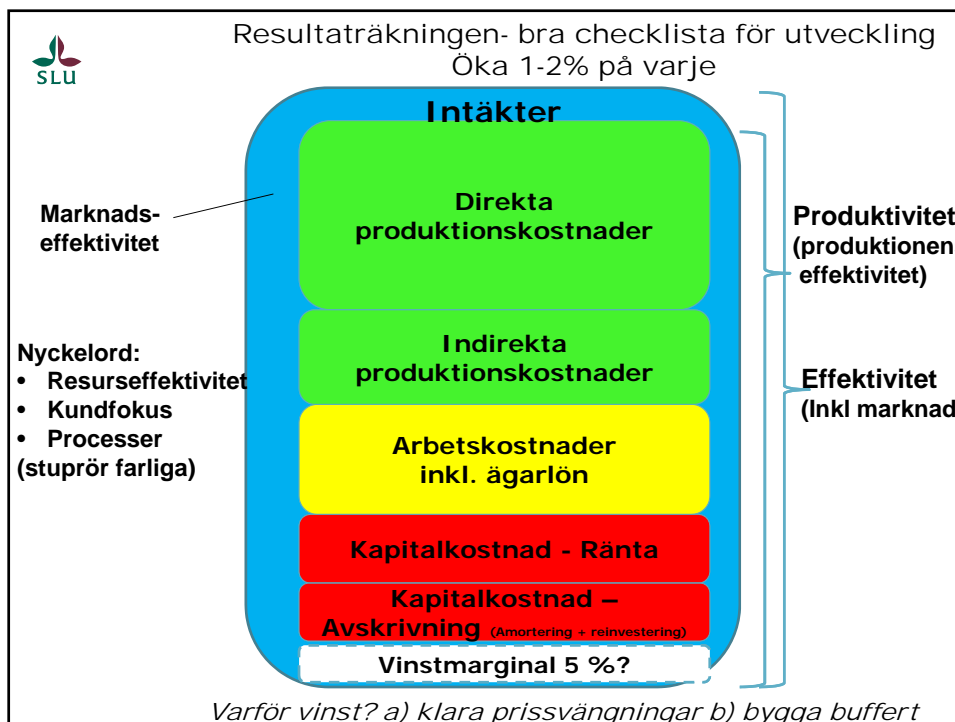 SLU
Resultaträkningen- bra checklista för utveckling
Öka 1-2% på varje
Intäkter
Direkta
produktionskostnader
Marknads-
effektivitet
Produktivitet
(produktionen
effektivitet)
Nyckelord:
• Resurseffektivitet
• Kundfokus
• Processer
(stuprör farliga)
Indirekta
produktionskostnader
Effektivitet
(Inkl marknad
Arbetskostnader
inkl. ägarlön
Kapitalkostnad - Ränta
Kapitalkostnad –
Avskrivning (Amortering + reinvestering)
Vinstmarginal 5 %?
Varför vinst? a) klara prissvängningar b) bygga buffert